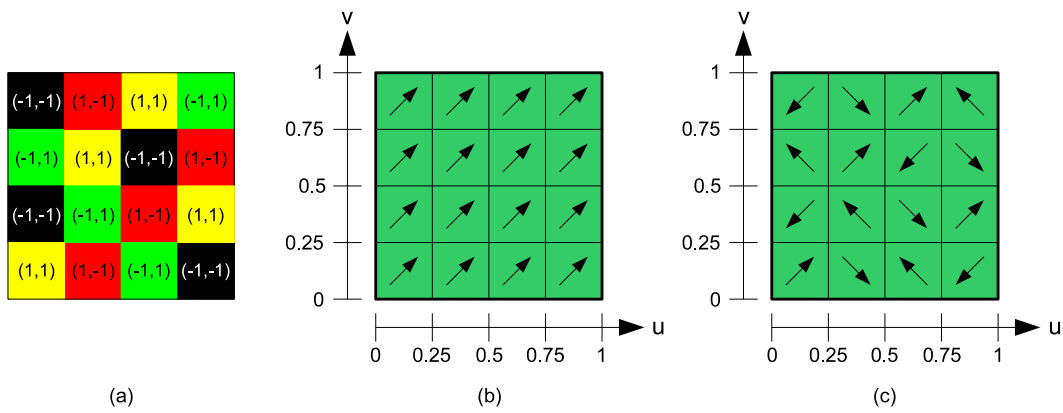 (-1,-1) (1,-1) (1,1) (-1,1)
(-1,1) (1,1) (-1,-1) (1,-1)
(-1,-1) (-1,1) (1,-1) (1,1)
(1,1) (1,-1) (-1,1) (-1,-1)
(a)
v
1
0.75
0.5
0.25
0
0 0.25 0.5 0.75 1
u
(b)
v
1
0.75
0.5
0.25
0
0 0.25 0.5 0.75 1
u
(c)